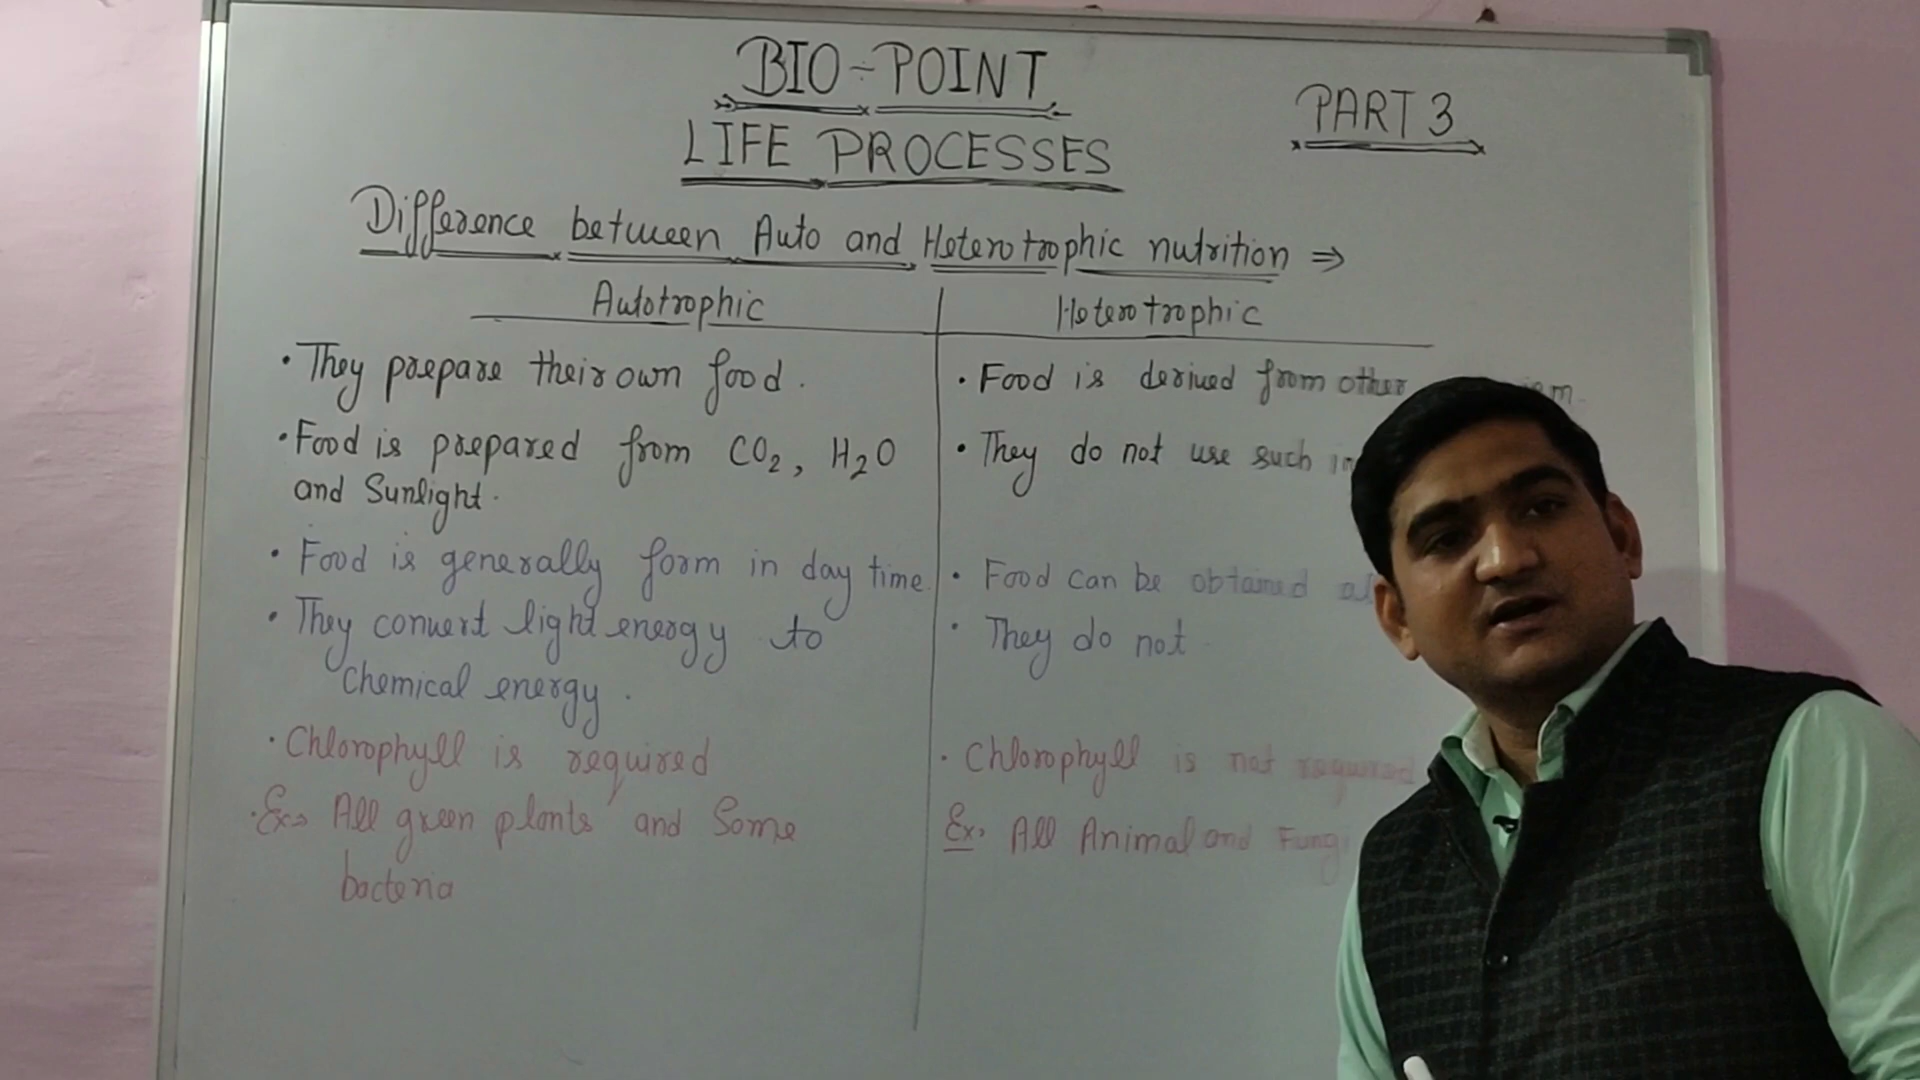 BIO-POINT
PART 3
LIFE PROCESSES
Difference between Auto and Heterotrophic nutrition ⇒
Autotrophic
Heterotrophic
• They prepare their own food.
• Food is prepared from CO₂, H₂O
and Sunlight.
• Food is generally form in day time.
• They convert light energy to
Chemical energy.
• Chlorophyll is required
• Ex⇒ All green plants and Some
bacteria
• Food is derived from other
• They do not use such
• Food can be obtained
• They do not.
• Chlorophyll is not required
Ex⇒ All Animal and Fungi